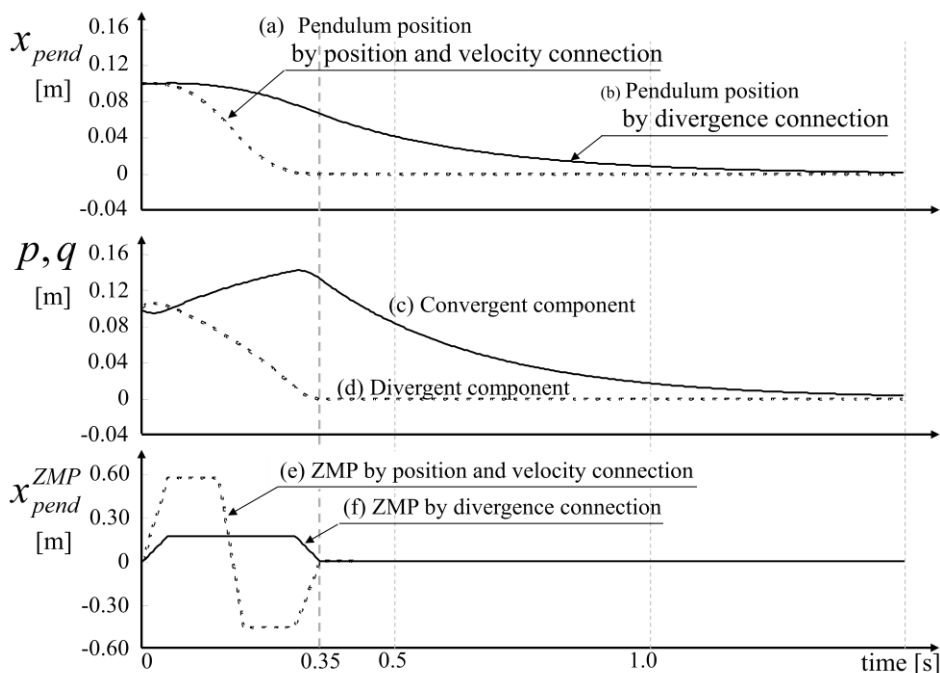 0.16
0.12
0.08
0.04
0
-0.04
x_pend
[m]
(a) Pendulum position
by position and velocity connection
(b) Pendulum position
by divergence connection
0.16
0.12
0.08
0.04
0
-0.04
p, q
[m]
(c) Convergent component
(d) Divergent component
0.60
0.30
0
-0.30
-0.60
x_pend^ZMP
[m]
(e) ZMP by position and velocity connection
(f) ZMP by divergence connection
0 0.35 0.5 1.0 time [s]